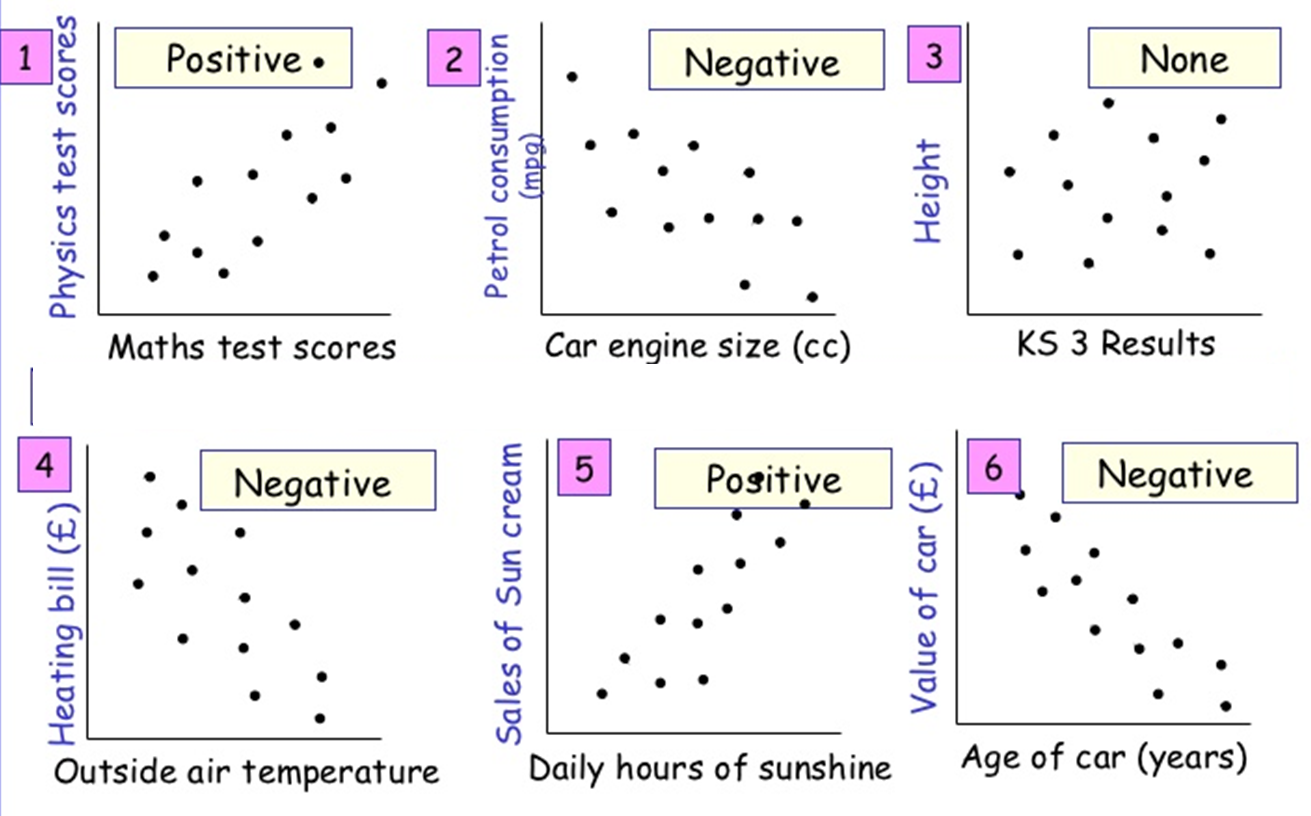 1
Physics test scores
Positive
Maths test scores
2
Petrol consumption
(mpg)
Negative
Car engine size (cc)
3
Height
None
KS 3 Results
4
Heating bill (£)
Negative
Outside air temperature
5
Sales of Sun cream
Positive
Daily hours of sunshine
6
Value of car (£)
Negative
Age of car (years)